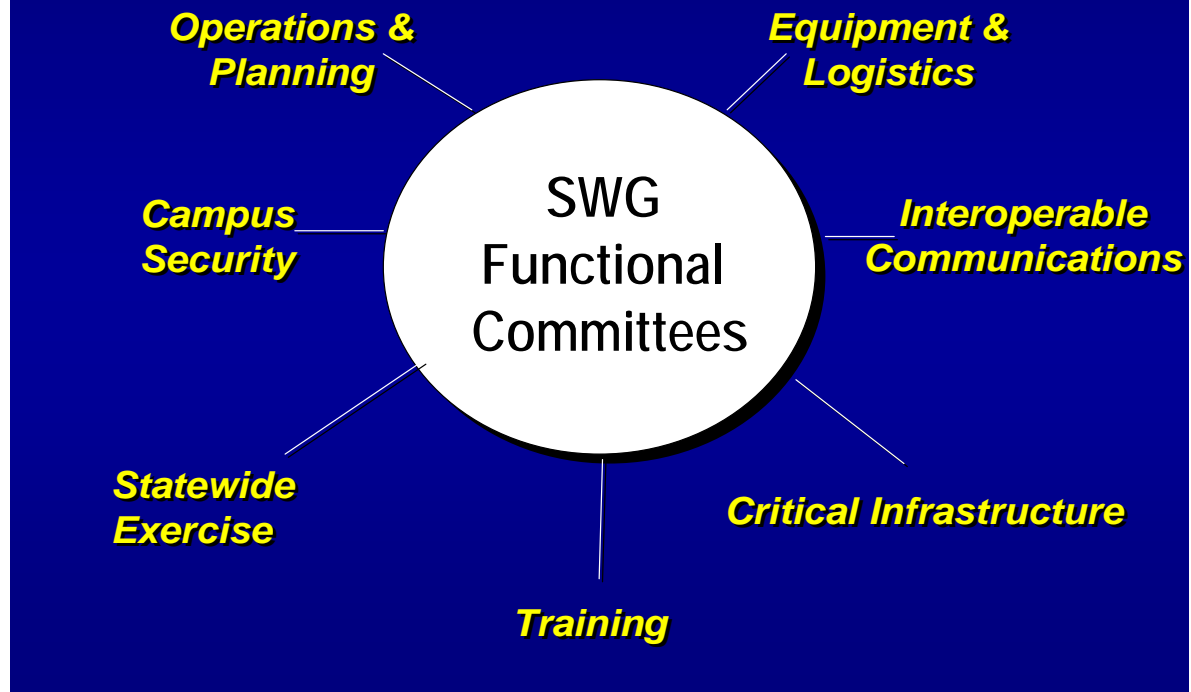 Operations &
Planning
Equipment &
Logistics
SWG
Functional
Committees
Campus
Security
Interoperable
Communications
Statewide
Exercise
Critical Infrastructure
Training